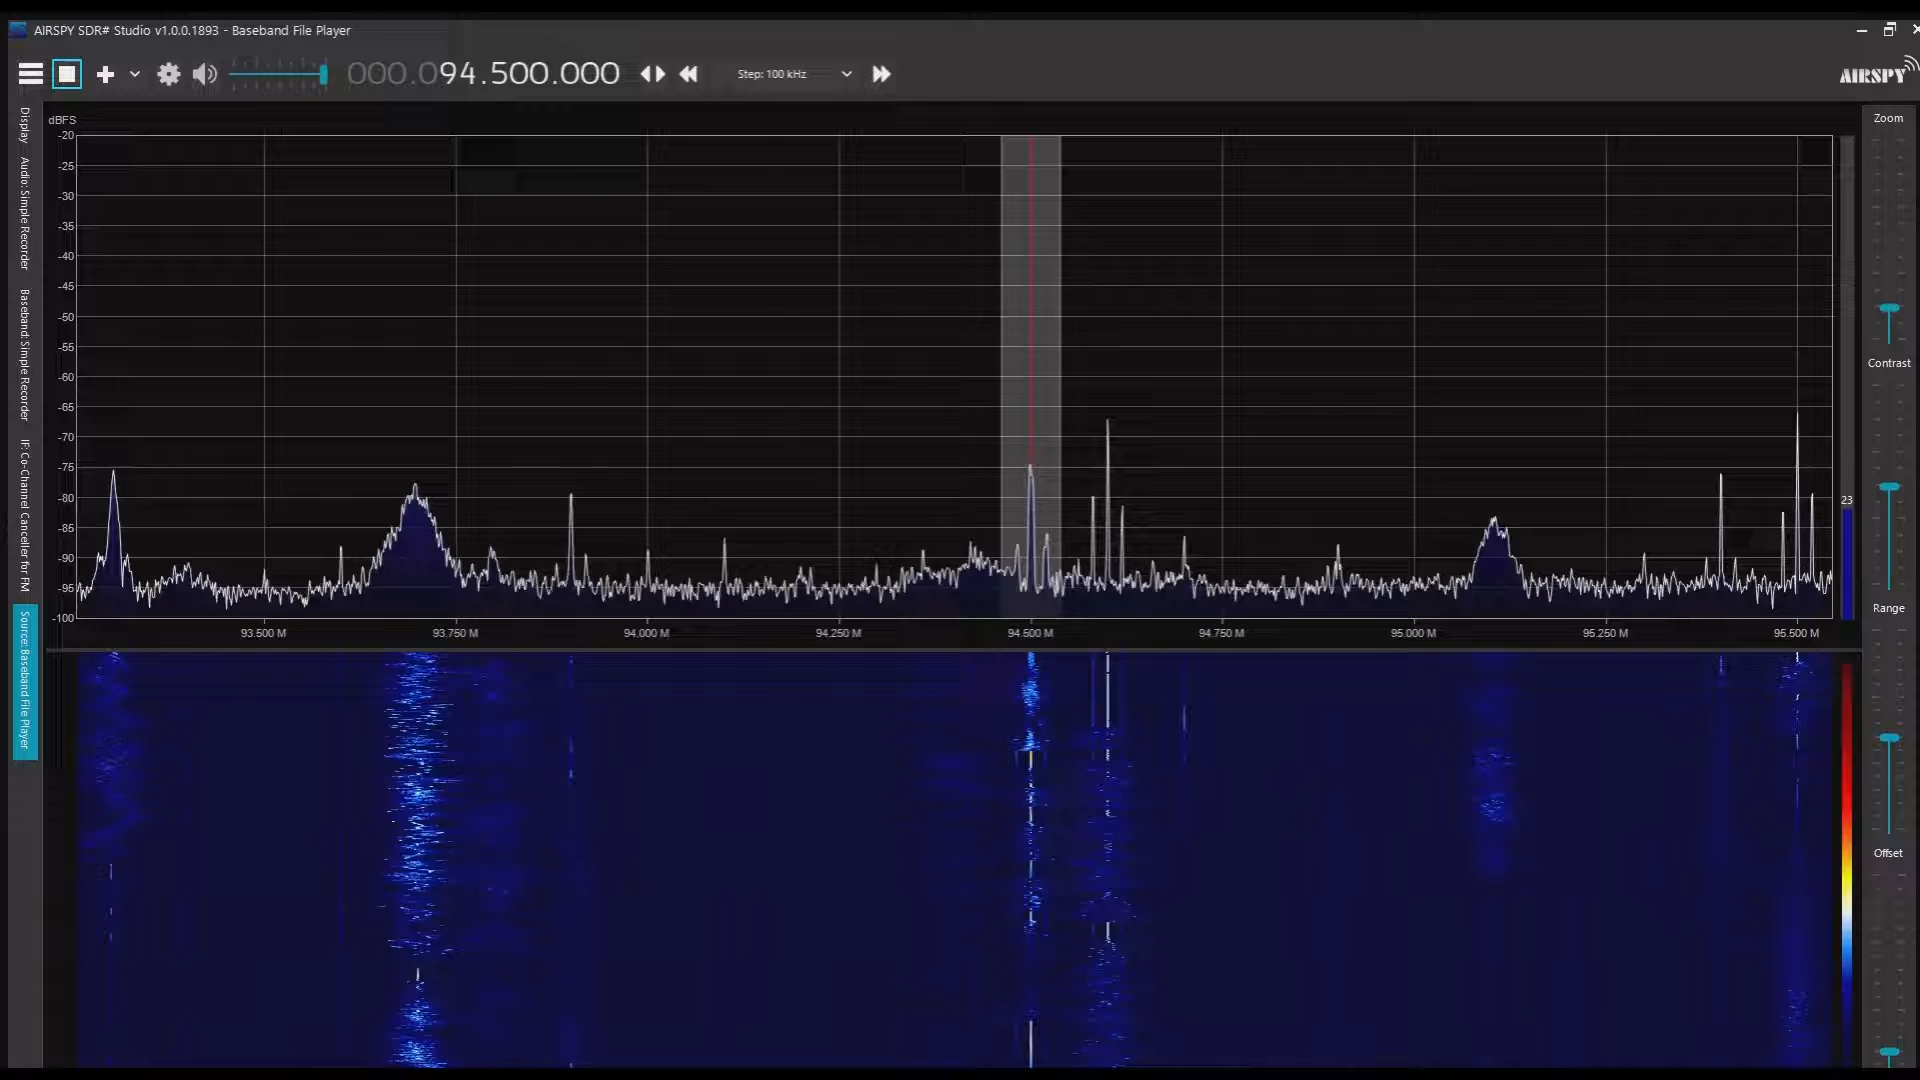 AIRSPY SDR# Studio v1.0.0.1893 - Baseband File Player
000.094.500.000
Step: 100 kHz
AIRSPY
Display
Audio: Simple Recorder
Baseband: Simple Recorder
IF: Co-Channel Canceller for FM
Source: Baseband File Player
dBFS
-20
-25
-30
-35
-40
-45
-50
-55
-60
-65
-70
-75
-80
-85
-90
-95
-100
93.500 M 93.750 M 94.000 M 94.250 M 94.500 M 94.750 M 95.000 M 95.250 M 95.500 M
23
Zoom
Contrast
Range
Offset